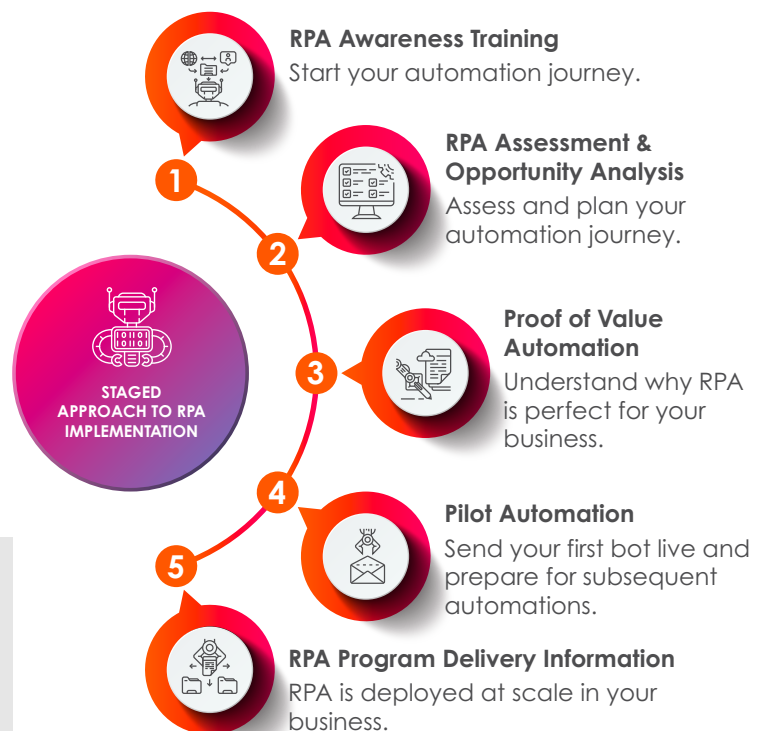 RPA Awareness Training
Start your automation journey.
1
RPA Assessment &
Opportunity Analysis
Assess and plan your
automation journey.
2
STAGED
APPROACH TO RPA
IMPLEMENTATION
01101
01101
Proof of Value
Automation
Understand why RPA
is perfect for your
business.
3
Pilot Automation
Send your first bot live and
prepare for subsequent
automations.
4
RPA Program Delivery Information
RPA is deployed at scale in your
business.
5